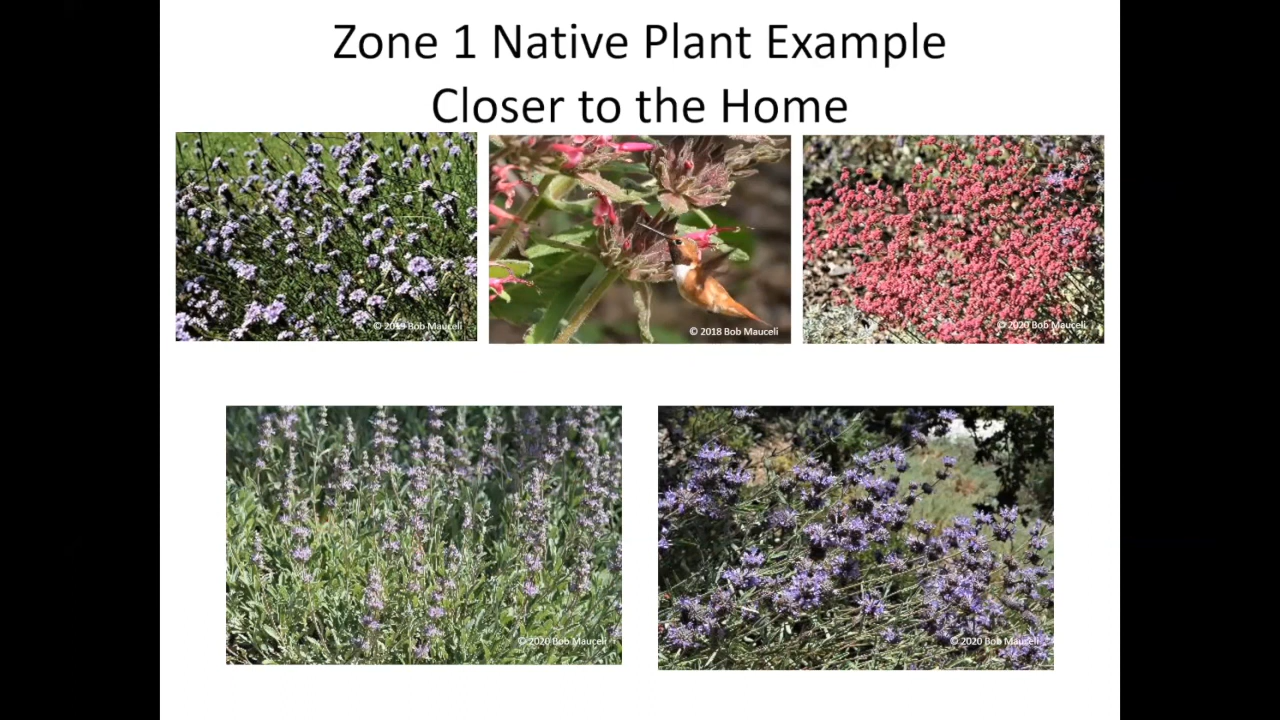 Zone 1 Native Plant Example
Closer to the Home
© 2019 Bob Mauceli
© 2018 Bob Mauceli
© 2020 Bob Mauceli
© 2020 Bob Mauceli
© 2020 Bob Mauceli